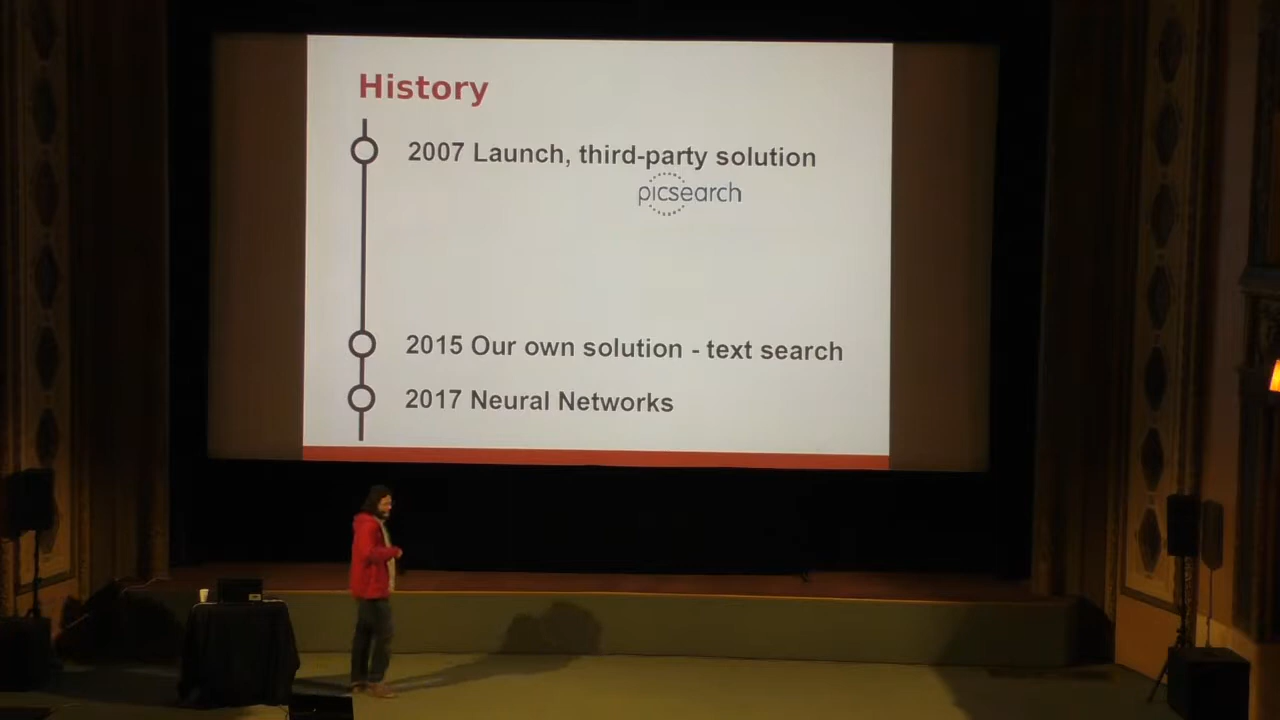 History
2007 Launch, third-party solution
picsearch
2015 Our own solution - text search
2017 Neural Networks